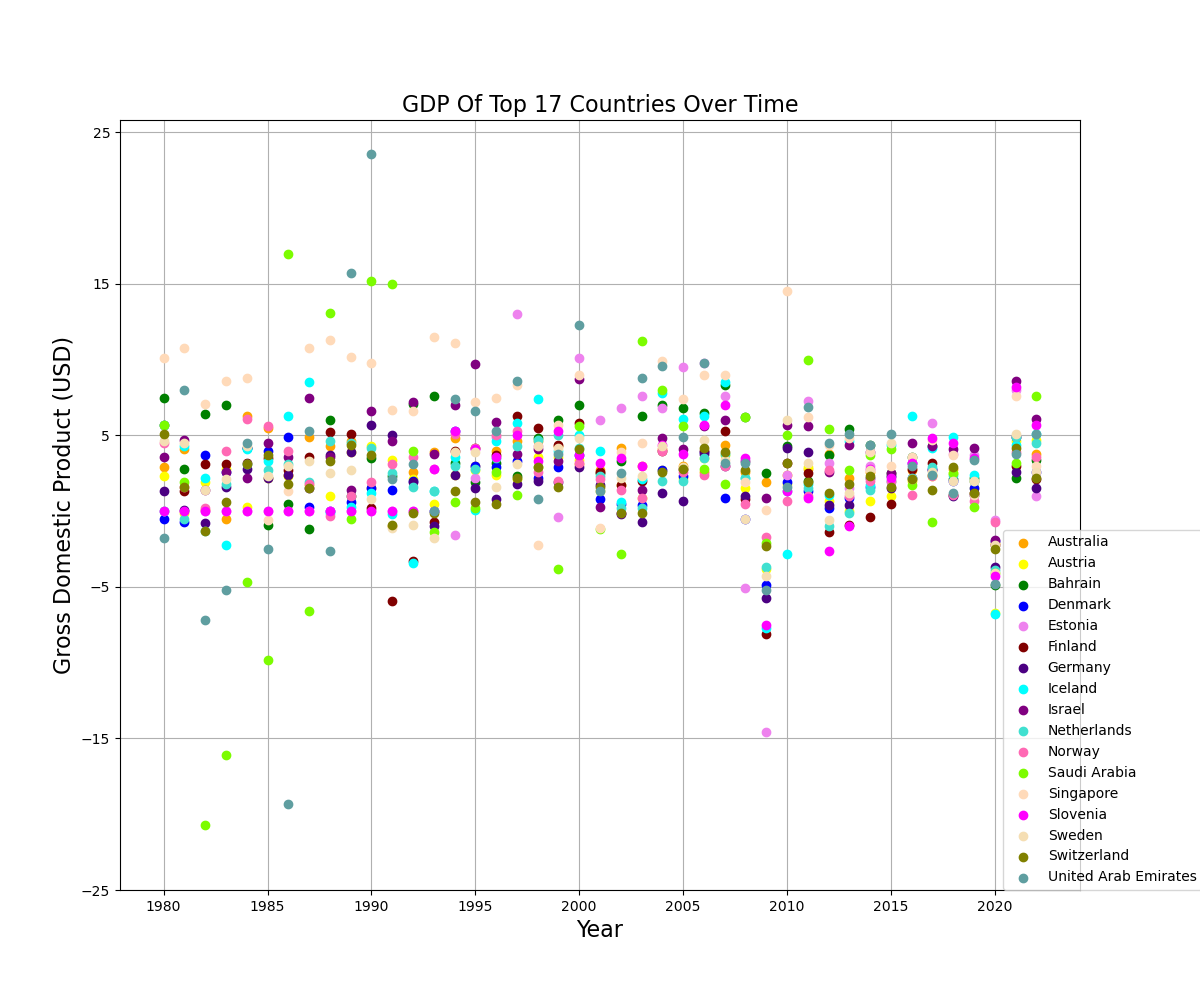 GDP Of Top 17 Countries Over Time
Gross Domestic Product (USD)
25
15
5
−5
−15
−25
1980
1985
1990
1995
2000
2005
2010
2015
2020
Year
Australia
Austria
Bahrain
Denmark
Estonia
Finland
Germany
Iceland
Israel
Netherlands
Norway
Saudi Arabia
Singapore
Slovenia
Sweden
Switzerland
United Arab Emirates